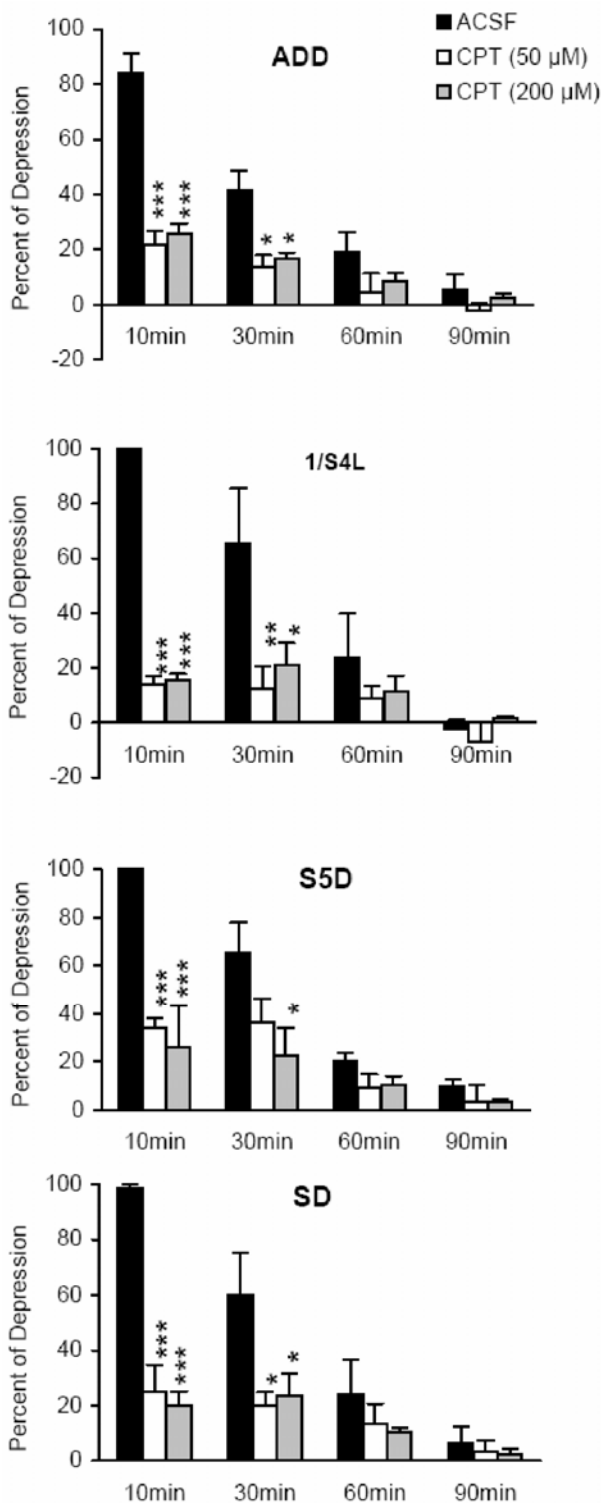 100
80
60
40
20
0
-20
Percent of Depression
ADD
ACSF
CPT (50 µM)
CPT (200 µM)
*** *** * *
10min 30min 60min 90min
100
80
60
40
20
0
-20
Percent of Depression
1/S4L
*** *** ** *
10min 30min 60min 90min
100
80
60
40
20
0
Percent of Depression
S5D
*** *** *
10min 30min 60min 90min
100
80
60
40
20
0
Percent of Depression
SD
*** *** * *
10min 30min 60min 90min